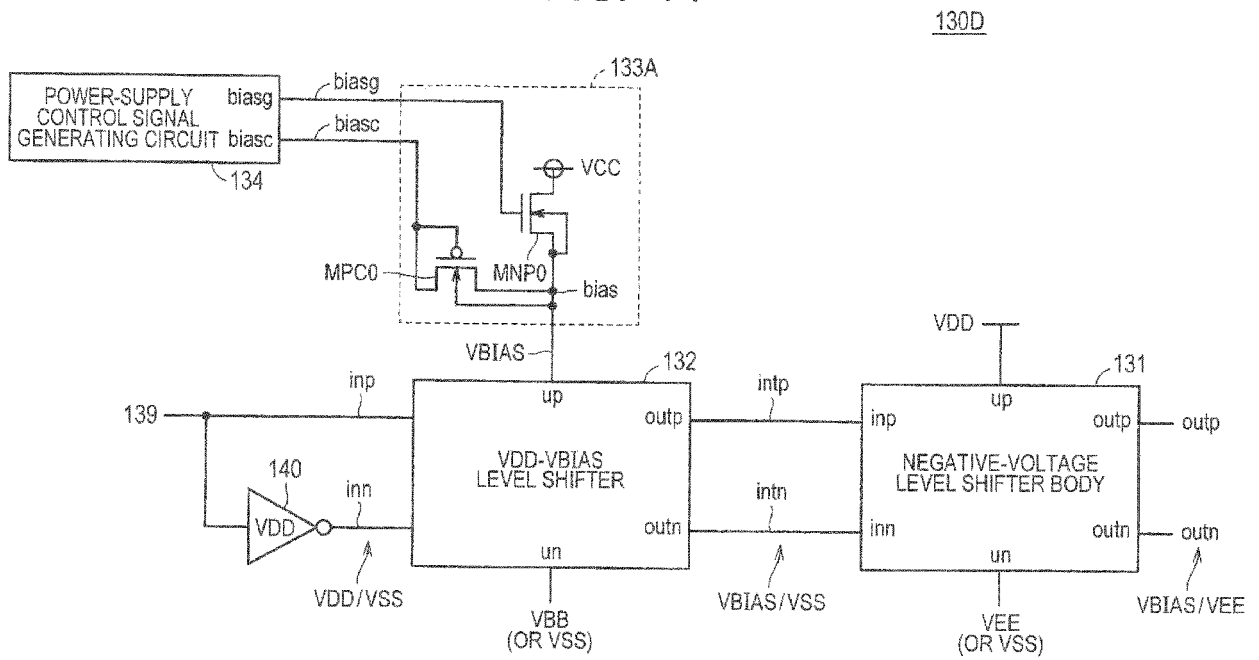 130D
133A
POWER-SUPPLY
CONTROL SIGNAL
GENERATING CIRCUIT
biasg
biasc
biasg
biasc
134
VCC
MPC0
MNP0
bias
VBIAS
VDD
132
131
139
inp
up
outp
intp
inp
up
outp
outp
VDD-VBIAS
LEVEL SHIFTER
NEGATIVE-VOLTAGE
LEVEL SHIFTER BODY
140
VDD
inn
outn
intn
inn
outn
outn
un
un
VDD/VSS
VBIAS/VSS
VBIAS/VEE
VBB
(OR VSS)
VEE
(OR VSS)